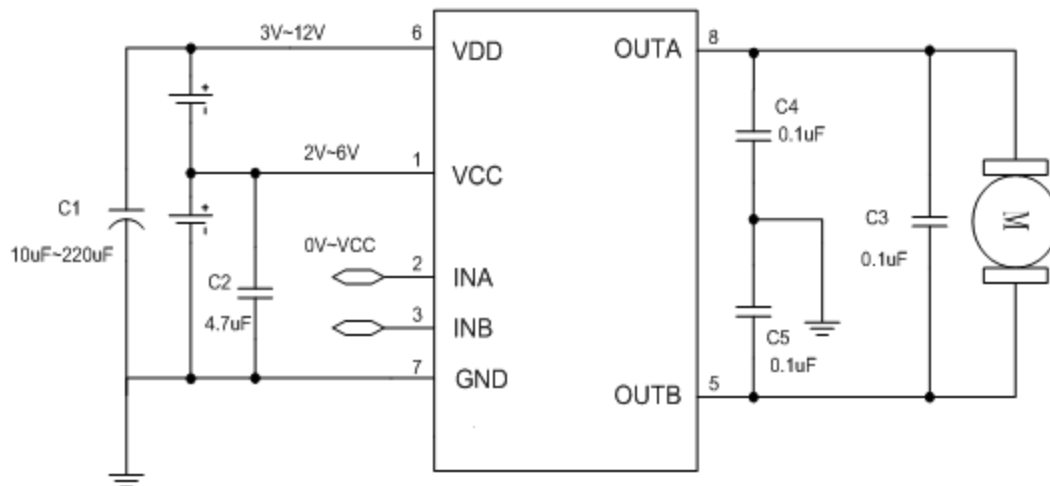 3V~12V
6
VDD
OUTA
8
+
-
C4
0.1uF
2V~6V
1
VCC
+
-
C1
10uF~220uF
0V~VCC
2
INA
C2
4.7uF
3
INB
7
GND
C3
0.1uF
M
C5
0.1uF
OUTB
5